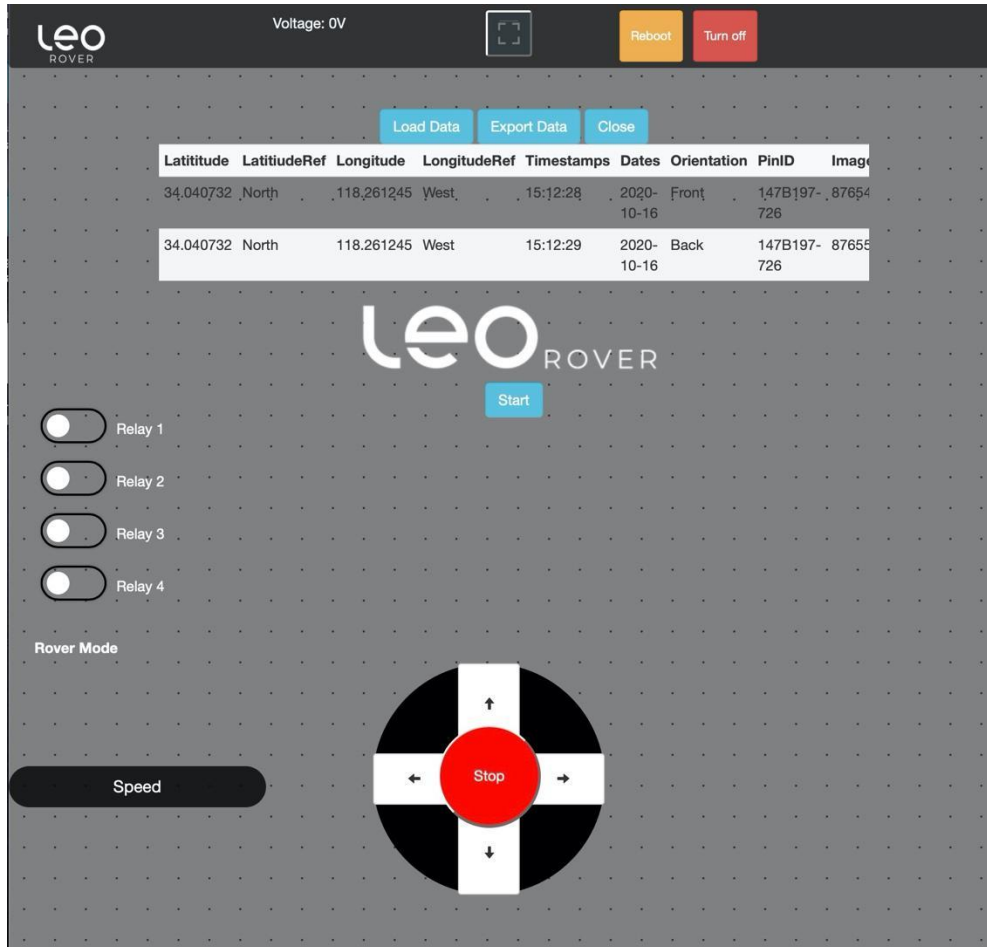 Leo
ROVER
Voltage: 0V
Reboot
Turn off
Load Data Export Data Close
Latititude LatitiudeRef Longitude LongitudeRef Timestamps Dates Orientation PinID Image
34.040732 North 118.261245 West 15:12:28 2020- Front 147B197- 87654
10-16 726
34.040732 North 118.261245 West 15:12:29 2020- Back 147B197- 87655
10-16 726
Leo ROVER
Start
Relay 1
Relay 2
Relay 3
Relay 4
Rover Mode
Speed
Stop